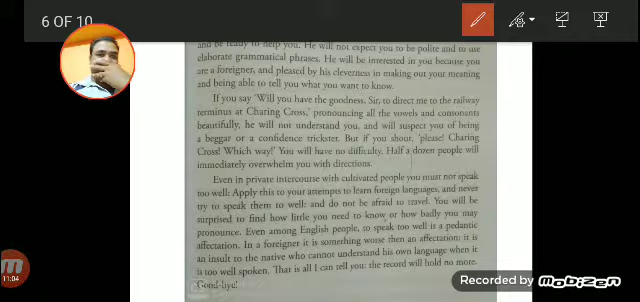 6 OF 10
and be ready to help you. He will not expect you to be polite and to use
elaborate grammatical phrases. He will be interested in you because you
are a foreigner, and pleased by his cleverness in making out your meaning
and being able to tell you what you want to know.
If you say 'Will you have the goodness, Sir, to direct me to the railway
terminus at Charing Cross,' pronouncing all the vowels and consonants
beautifully, he will not understand you, and will suspect you of being
a beggar or a confidence trickster. But if you shout, 'please! Charing
Cross! Which way!' You will have no difficulty. Half a dozen people will
immediately overwhelm you with directions.
Even in private intercourse with cultivated people you must not speak
too well: Apply this to your attempts to learn foreign languages, and never
try to speak them to well: and do not be afraid to travel. You will be
surprised to find how little you need to know or how badly you may
pronounce. Even among English people, to speak too well is a pedantic
affectation. In a foreigner it is something worse then an affectation: it is
an insult to the native who cannot understand his own language when it
is too well spoken. That is all I can tell you: the record will hold no more.
Good-bye!
11:04
Recorded by mobizen